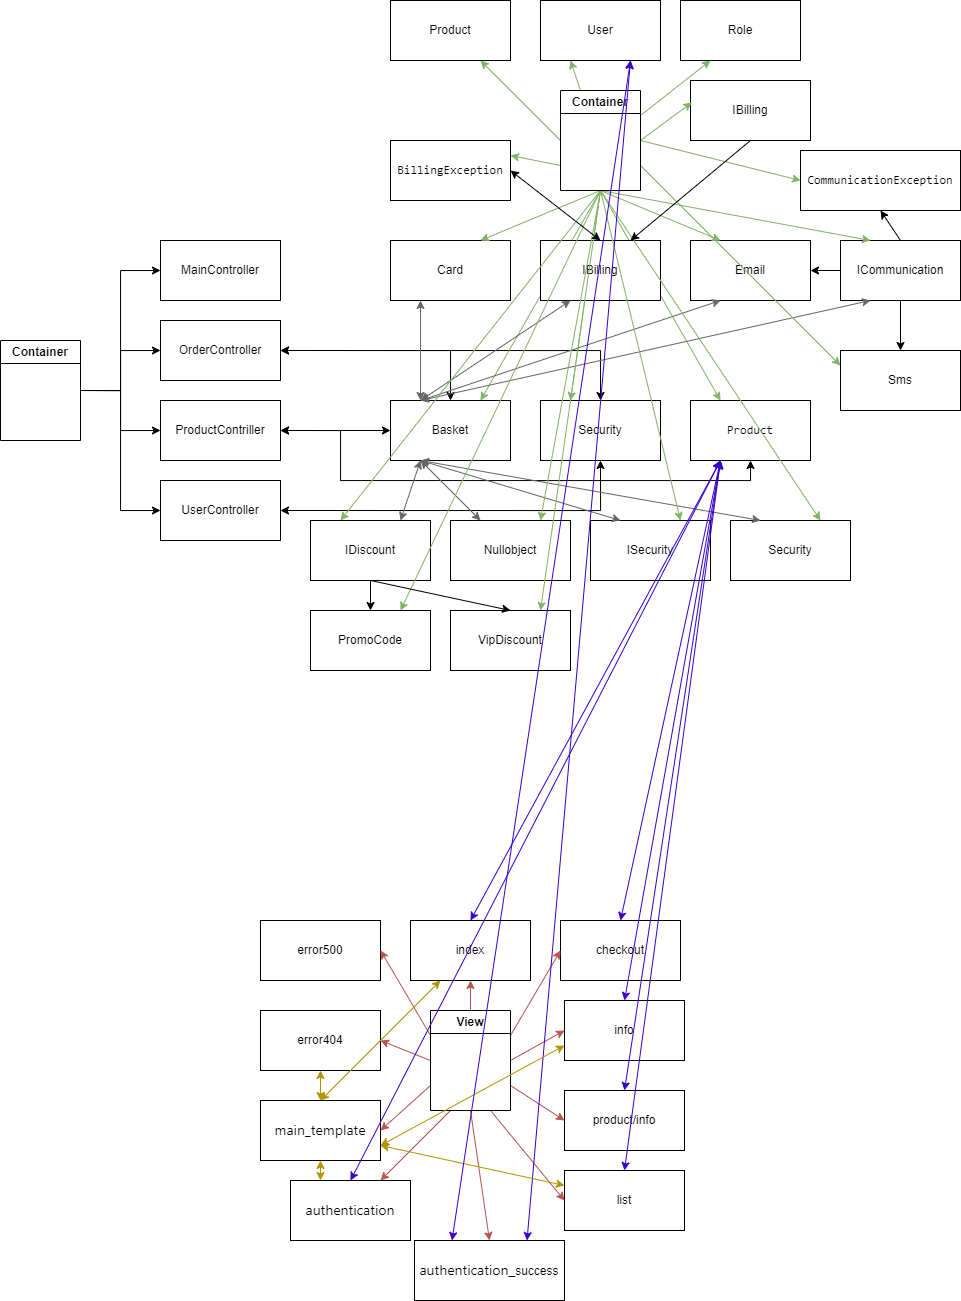 Product
User
Role
Container
IBilling
BillingException
CommunicationException
MainController
Card
IBilling
Email
ICommunication
Container
OrderController
Sms
ProductContriller
Basket
Security
Product
UserController
IDiscount
Nullobject
ISecurity
Security
PromoCode
VipDiscount
error500
index
checkout
View
error404
info
main_template
product/info
authentication
list
authentication_success